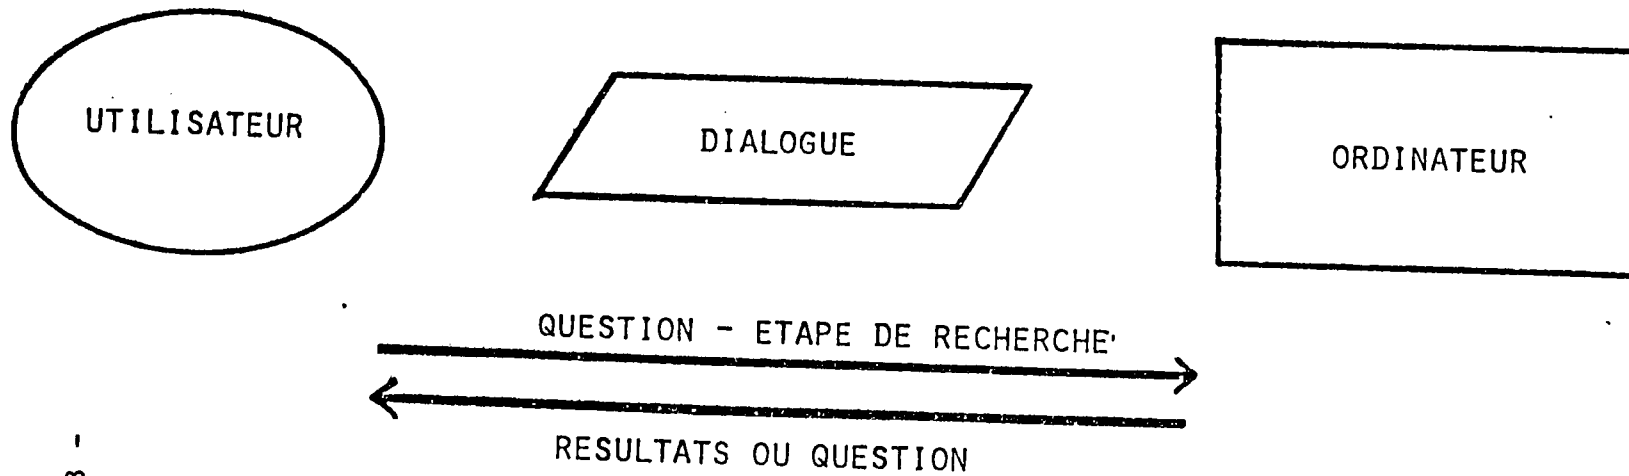 UTILISATEUR
DIALOGUE
ORDINATEUR
QUESTION - ETAPE DE RECHERCHE
RESULTATS OU QUESTION